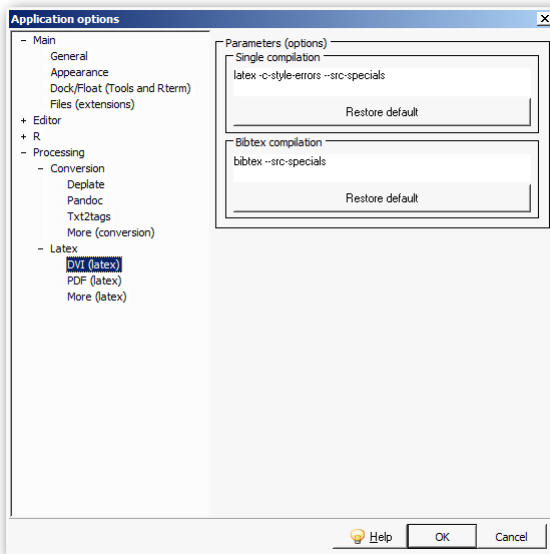 Application options
Main
General
Appearance
Dock/Float (Tools and Rterm)
Files (extensions)
Editor
R
Processing
Conversion
Deplate
Pandoc
Txt2tags
More (conversion)
Latex
DVI (latex)
PDF (latex)
More (latex)
Parameters (options)
Single compilation
latex -c-style-errors --src-specials
Restore default
Bibtex compilation
bibtex --src-specials
Restore default
Help
OK
Cancel